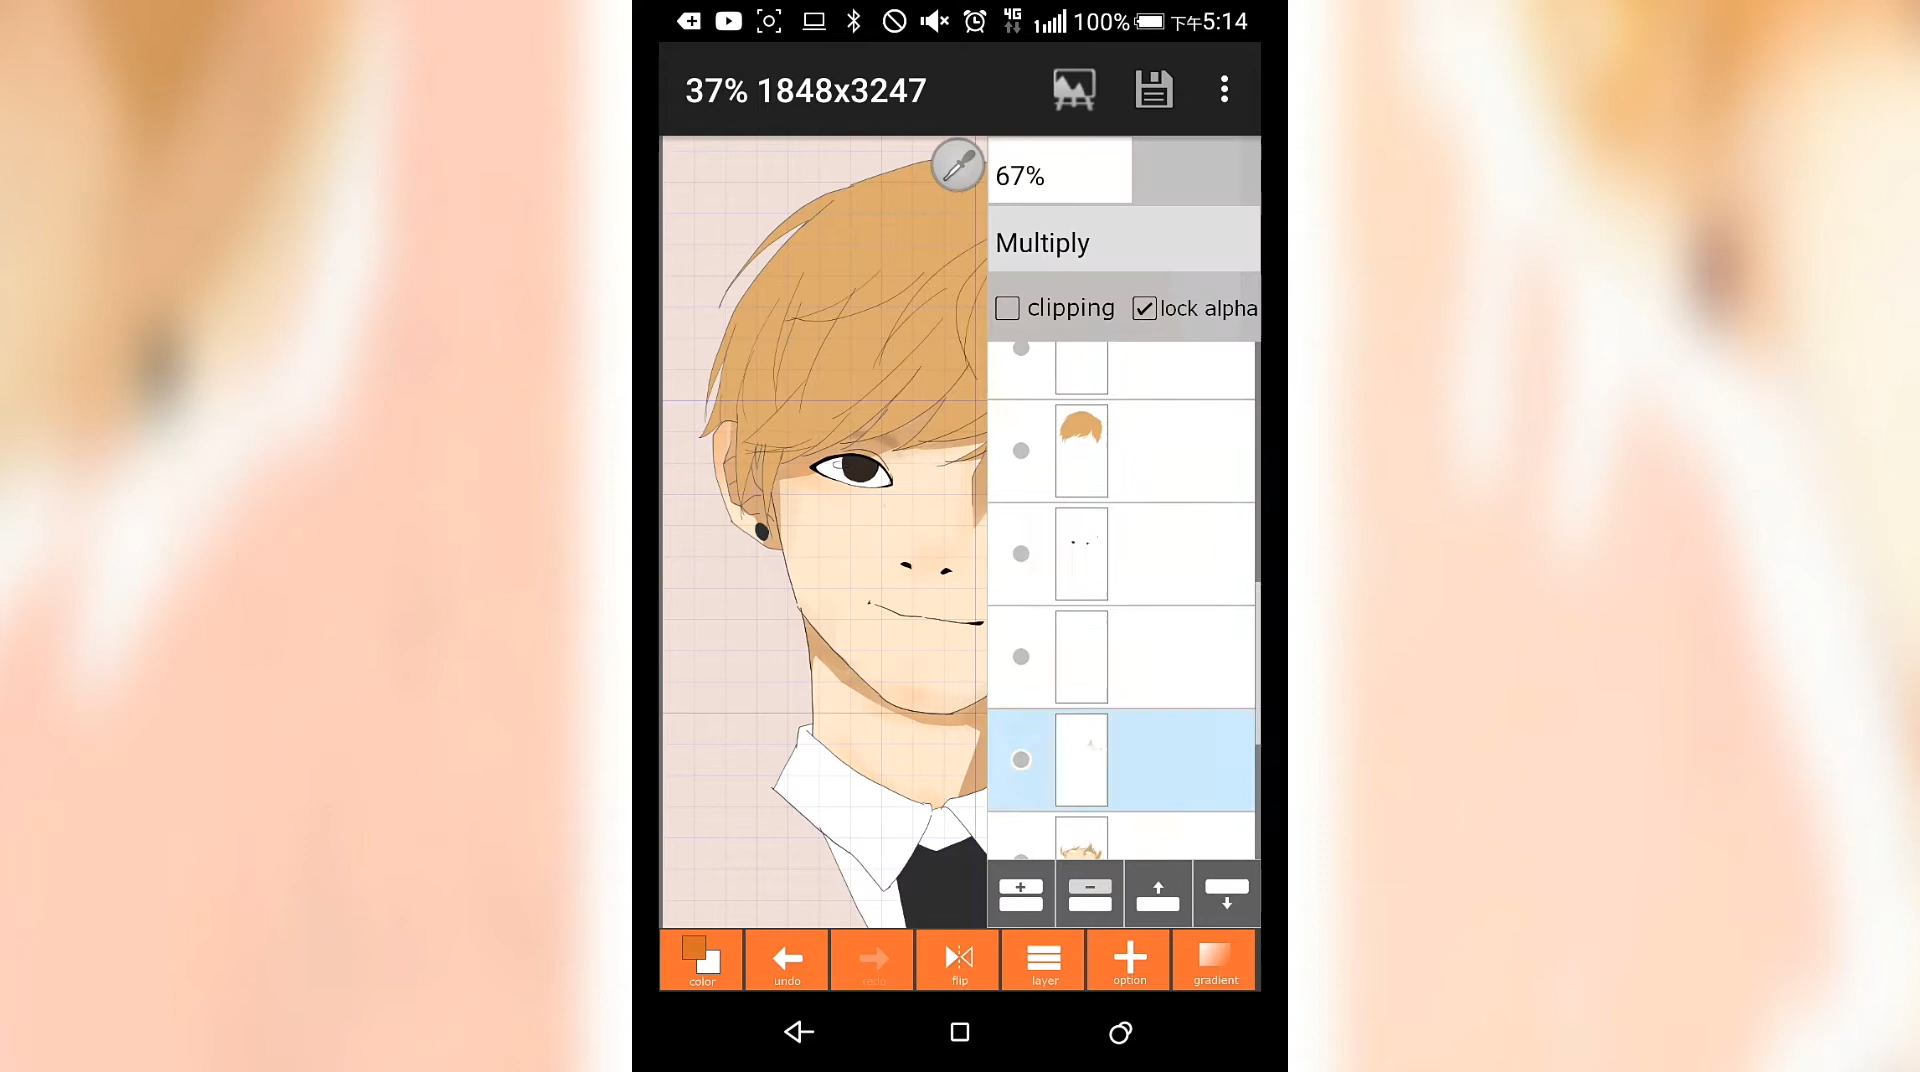 4G 100% 下午5:14
37% 1848x3247
67%
Multiply
clipping lock alpha
color undo redo flip layer option gradient